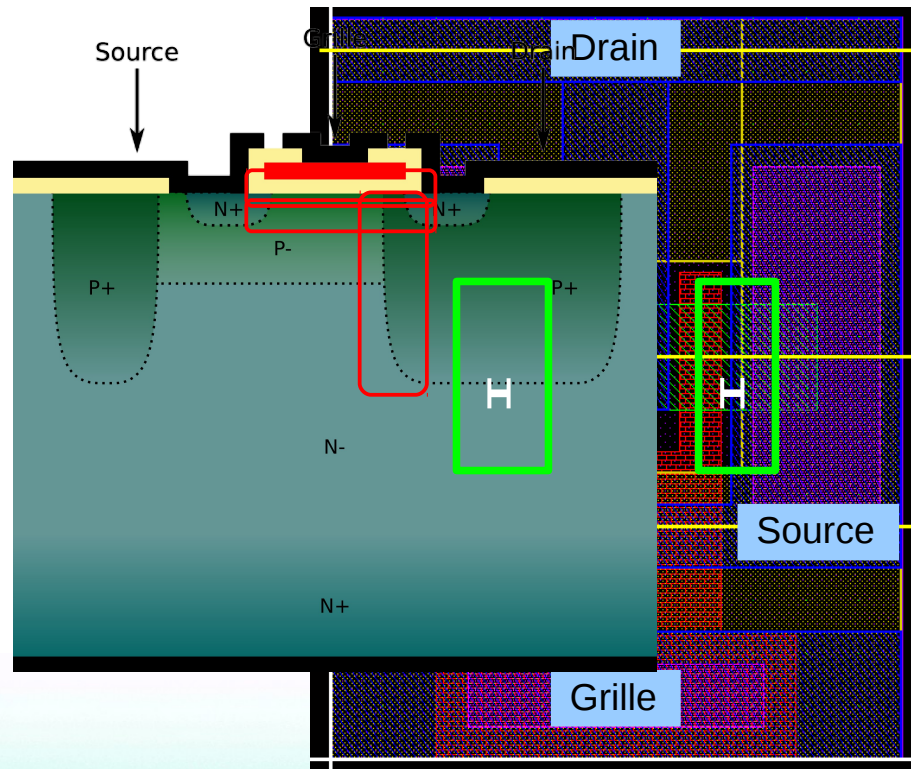 Source
Grille
Drain
Drain
N+
N+
P-
P+
P+
H
H
N-
Source
N+
Grille